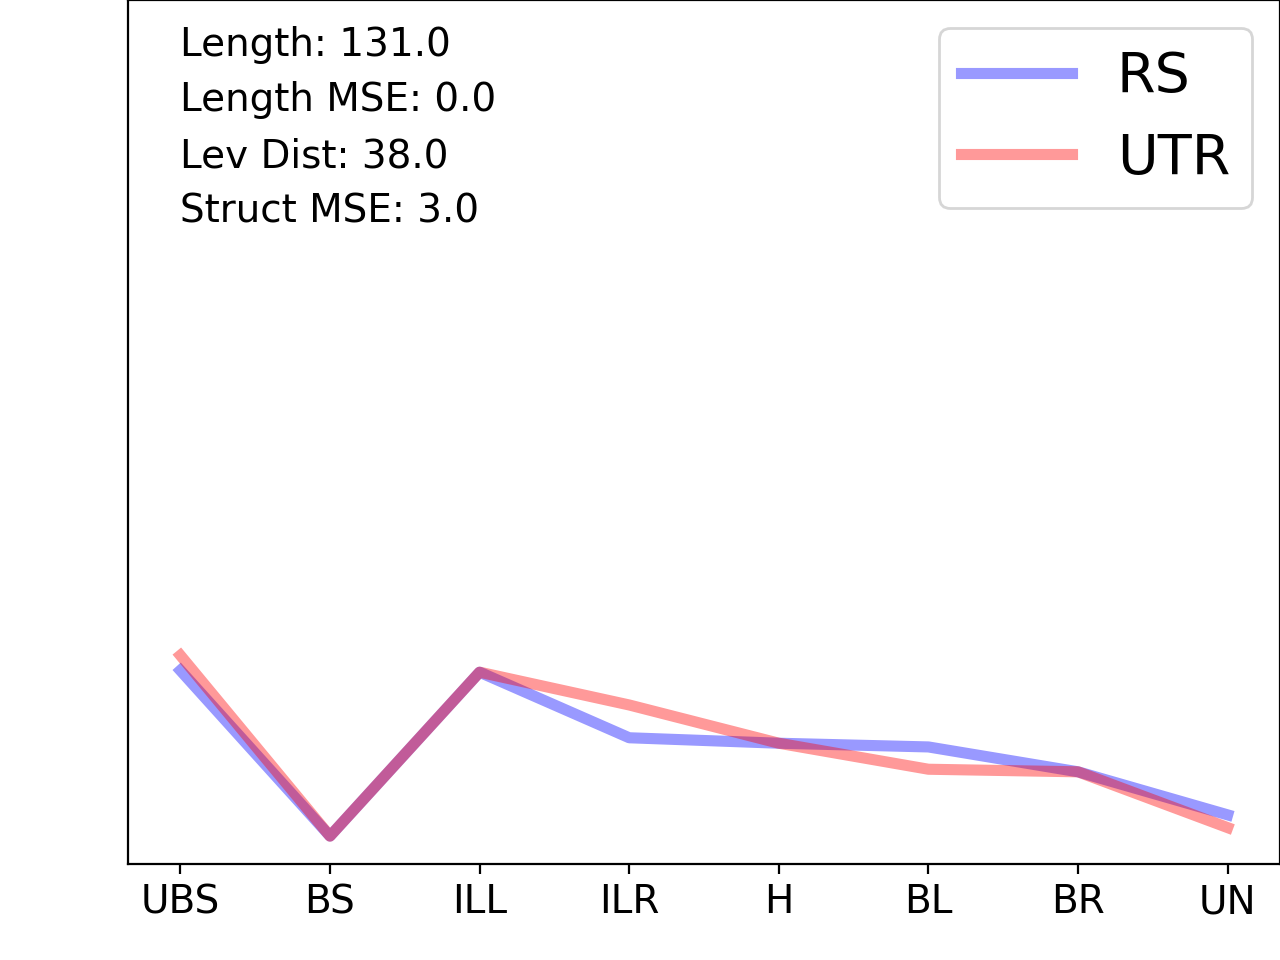 Length: 131.0
Length MSE: 0.0
Lev Dist: 38.0
Struct MSE: 3.0
RS
UTR
UBS BS ILL ILR H BL BR UN